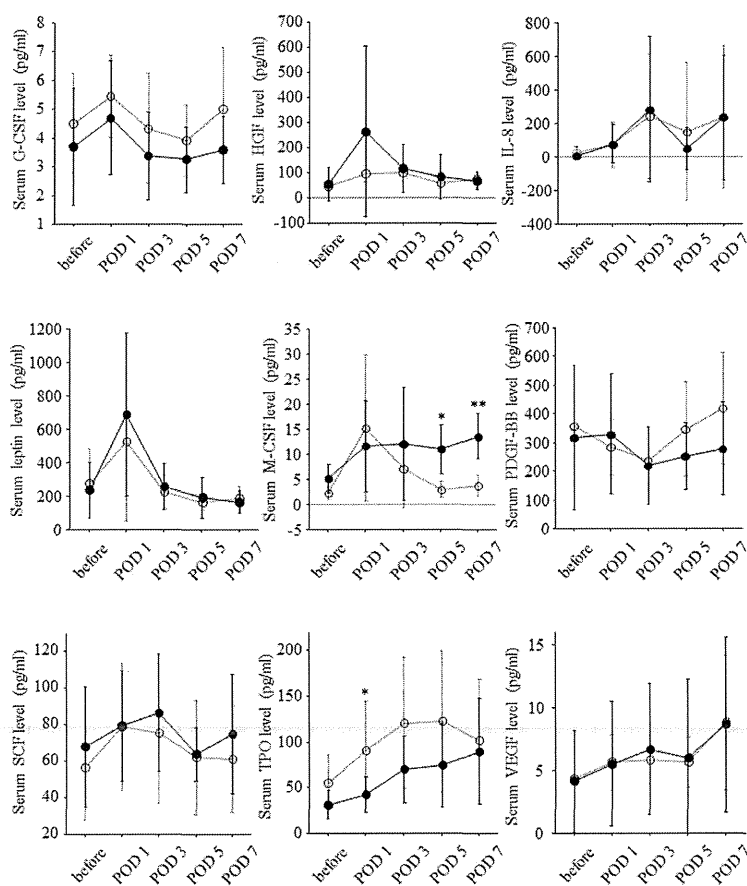 Serum G-CSF level (pg/ml)
8
7
6
5
4
3
2
1
before
POD 1
POD 3
POD 5
POD 7
Serum HGF level (pg/ml)
700
600
500
400
300
200
100
0
-100
before
POD 1
POD 3
POD 5
POD 7
Serum IL-8 level (pg/ml)
800
600
400
200
0
-200
-400
before
POD 1
POD 3
POD 5
POD 7
Serum leptin level (pg/ml)
1200
1000
800
600
400
200
0
before
POD 1
POD 3
POD 5
POD 7
Serum M-CSF level (pg/ml)
35
30
25
20
15
10
5
0
-5
*
**
before
POD 1
POD 3
POD 5
POD 7
Serum PDGF-BB level (pg/ml)
700
600
500
400
300
200
100
0
before
POD 1
POD 3
POD 5
POD 7
Serum SCF level (pg/ml)
120
100
80
60
40
20
before
POD 1
POD 3
POD 5
POD 7
Serum TPO level (pg/ml)
200
150
100
50
0
*
before
POD 1
POD 3
POD 5
POD 7
Serum VEGF level (pg/ml)
15
10
5
0
before
POD 1
POD 3
POD 5
POD 7